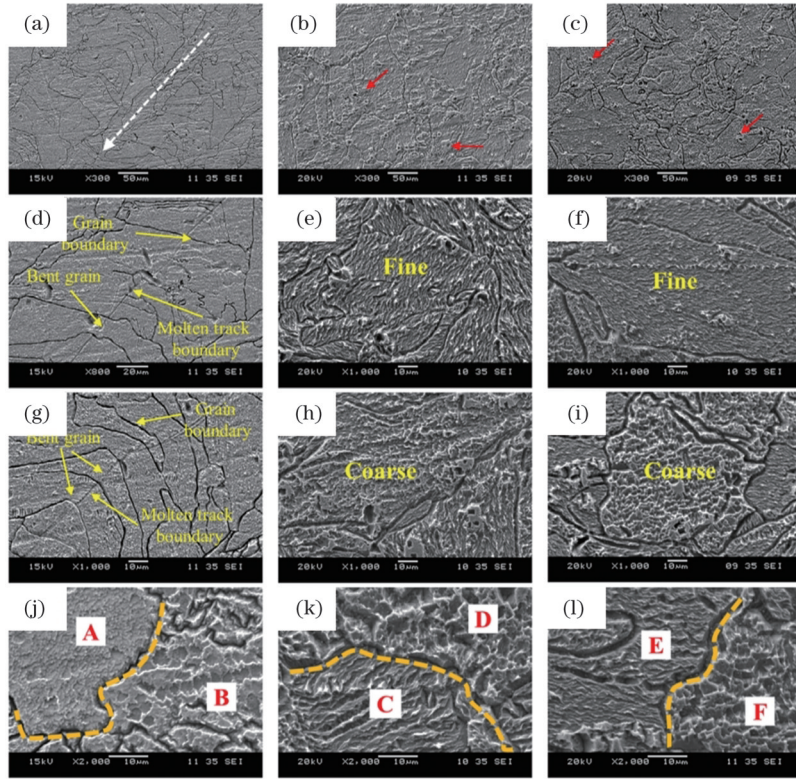 (a)
15kV X300 50μm 11 35 SEI
(b)
20kV X300 50μm 11 35 SEI
(c)
20kV X300 50μm 09 35 SEI
(d)
Grain
boundary
Bent grain
Molten track
boundary
15kV X800 20μm 11 35 SEI
(e)
Fine
20kV X1,000 10μm 10 35 SEI
(f)
Fine
20kV X1,000 10μm 10 35 SEI
(g)
Grain
boundary
Bent grain
Molten track
boundary
15kV X1,000 10μm 11 35 SEI
(h)
Coarse
20kV X1,000 10μm 11 35 SEI
(i)
Coarse
20kV X1,000 10μm 09 35 SEI
(j)
A
B
15kV X2,000 10μm 11 35 SEI
(k)
D
C
20kV X2,000 10μm 11 35 SEI
(l)
E
F
20kV X2,000 10μm 11 35 SEI